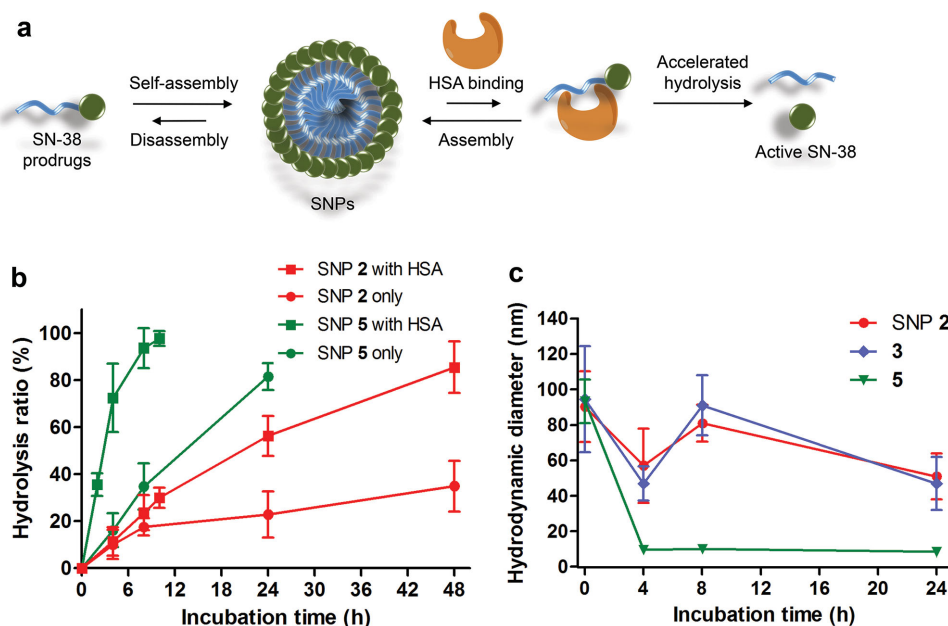 a
SN-38
prodrugs
Self-assembly
Disassembly
SNPs
HSA binding
Assembly
Accelerated
hydrolysis
Active SN-38
b
SNP 2 with HSA
SNP 2 only
SNP 5 with HSA
SNP 5 only
Hydrolysis ratio (%)
100
80
60
40
20
0
0 6 12 18 24 30 36 42 48
Incubation time (h)
c
SNP 2
3
5
Hydrodynamic diameter (nm)
140
120
100
80
60
40
20
0
0 4 8 12 16 20 24
Incubation time (h)